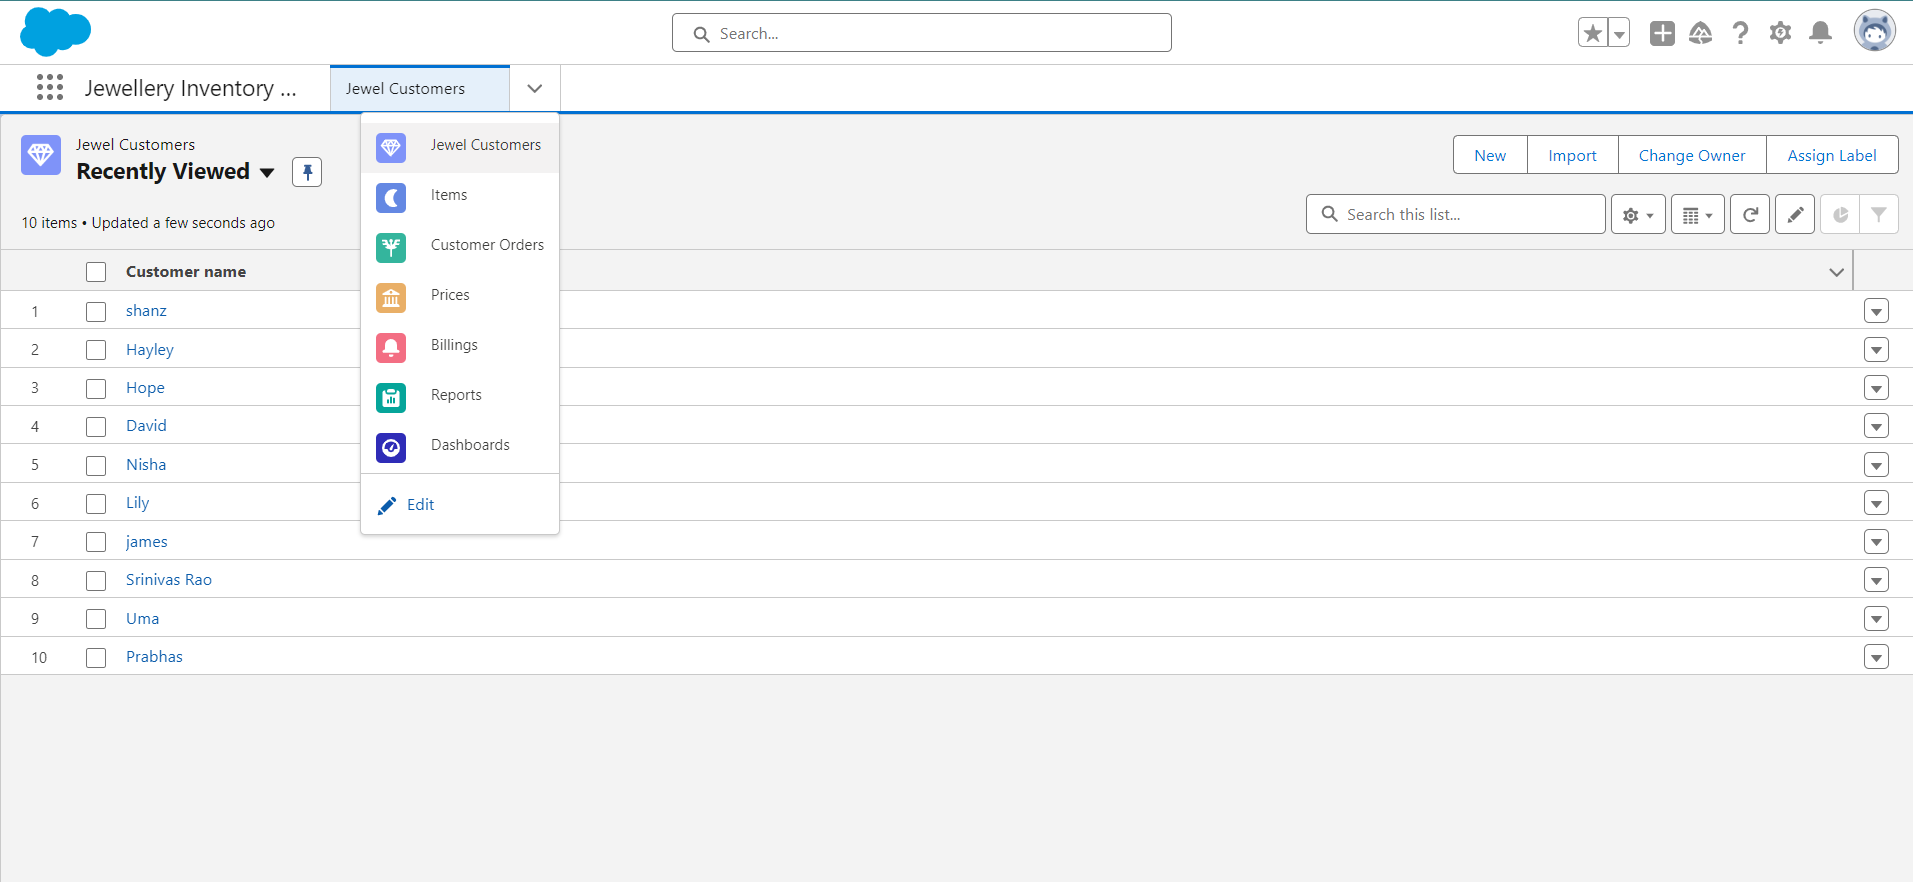 Search...
Jewellery Inventory ...
Jewel Customers
Jewel Customers
Recently Viewed
10 items • Updated a few seconds ago
New
Import
Change Owner
Assign Label
Search this list...
Jewel Customers
Items
Customer Orders
Prices
Billings
Reports
Dashboards
Edit
Customer name
1 shanz
2 Hayley
3 Hope
4 David
5 Nisha
6 Lily
7 james
8 Srinivas Rao
9 Uma
10 Prabhas